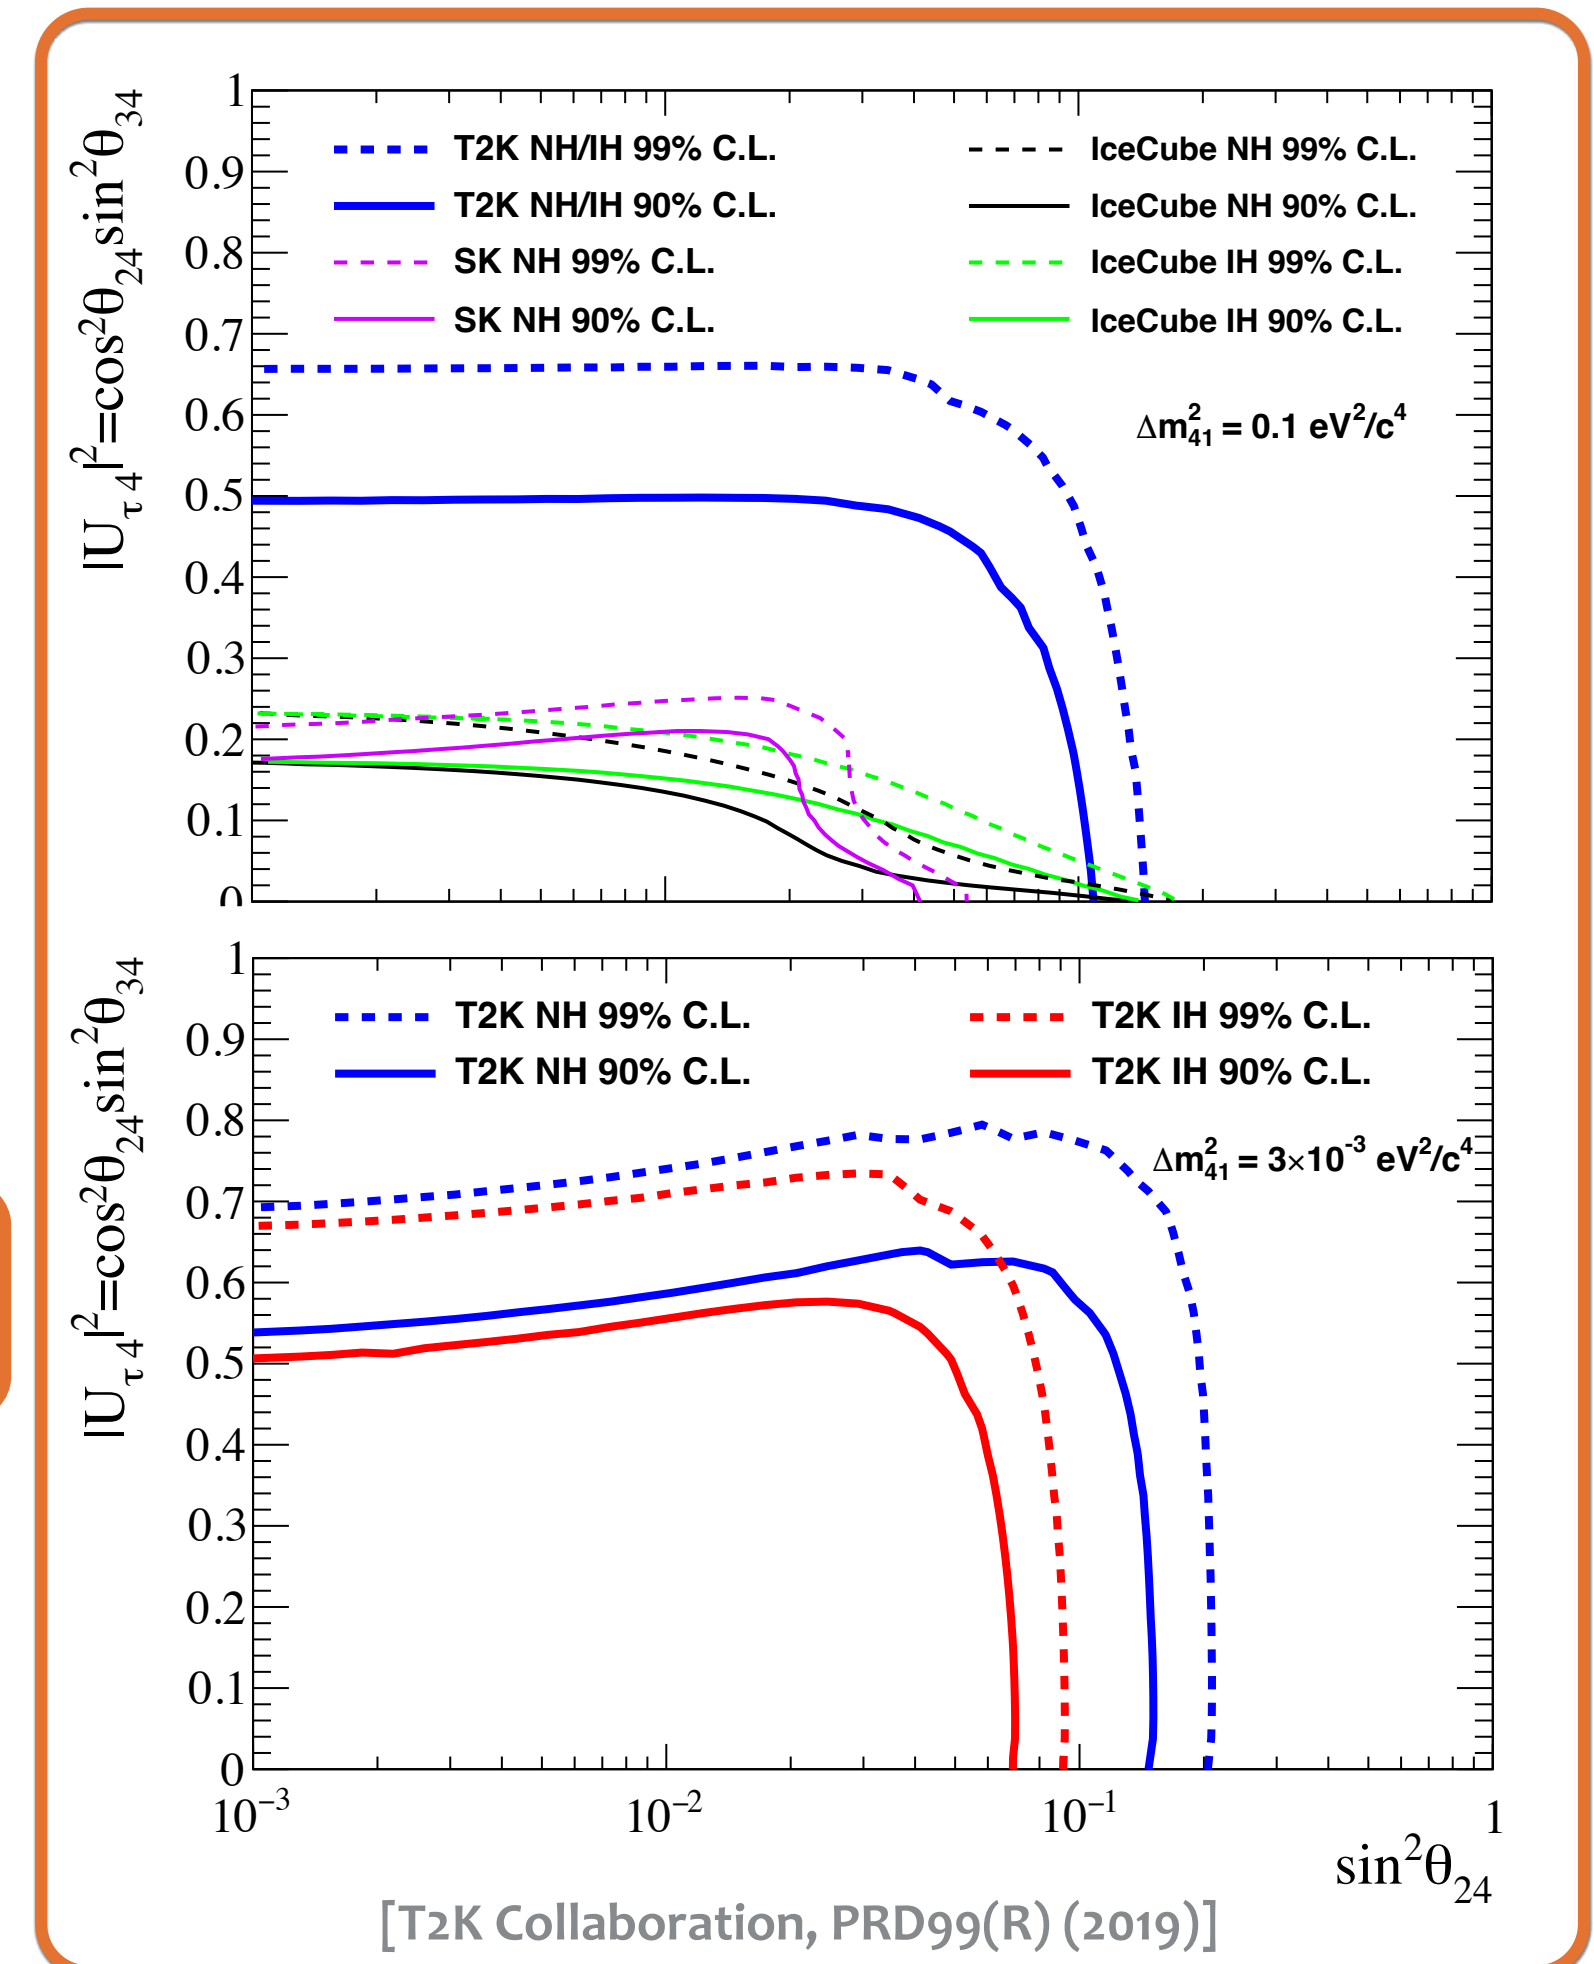 |U_τ4|²=cos²θ₂₄sin²θ₃₄
1
0.9
0.8
0.7
0.6
0.5
0.4
0.3
0.2
0.1
0
T2K NH/IH 99% C.L.
T2K NH/IH 90% C.L.
SK NH 99% C.L.
SK NH 90% C.L.
IceCube NH 99% C.L.
IceCube NH 90% C.L.
IceCube IH 99% C.L.
IceCube IH 90% C.L.
Δm²₄₁ = 0.1 eV²/c⁴
|U_τ4|²=cos²θ₂₄sin²θ₃₄
1
0.9
0.8
0.7
0.6
0.5
0.4
0.3
0.2
0.1
0
T2K NH 99% C.L.
T2K NH 90% C.L.
T2K IH 99% C.L.
T2K IH 90% C.L.
Δm²₄₁ = 3×10⁻³ eV²/c⁴
10⁻³ 10⁻² 10⁻¹ 1
sin²θ₂₄
[T2K Collaboration, PRD99(R) (2019)]